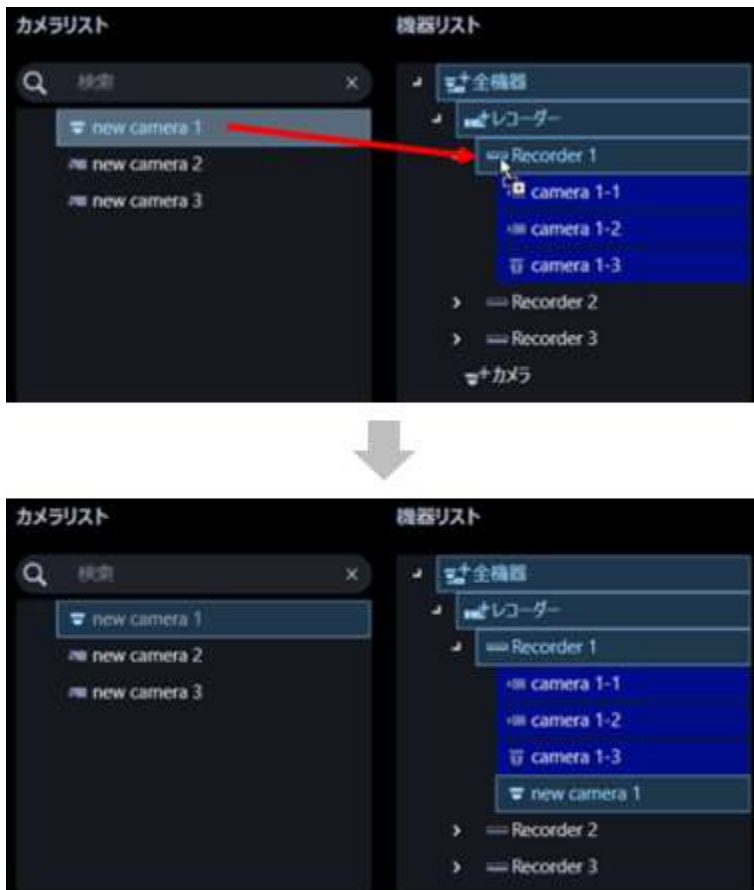 カメラリスト
検索
new camera 1
new camera 2
new camera 3
機器リスト
全機器
レコーダー
Recorder 1
camera 1-1
camera 1-2
camera 1-3
Recorder 2
Recorder 3
カメラ
カメラリスト
検索
new camera 1
new camera 2
new camera 3
機器リスト
全機器
レコーダー
Recorder 1
camera 1-1
camera 1-2
camera 1-3
new camera 1
Recorder 2
Recorder 3